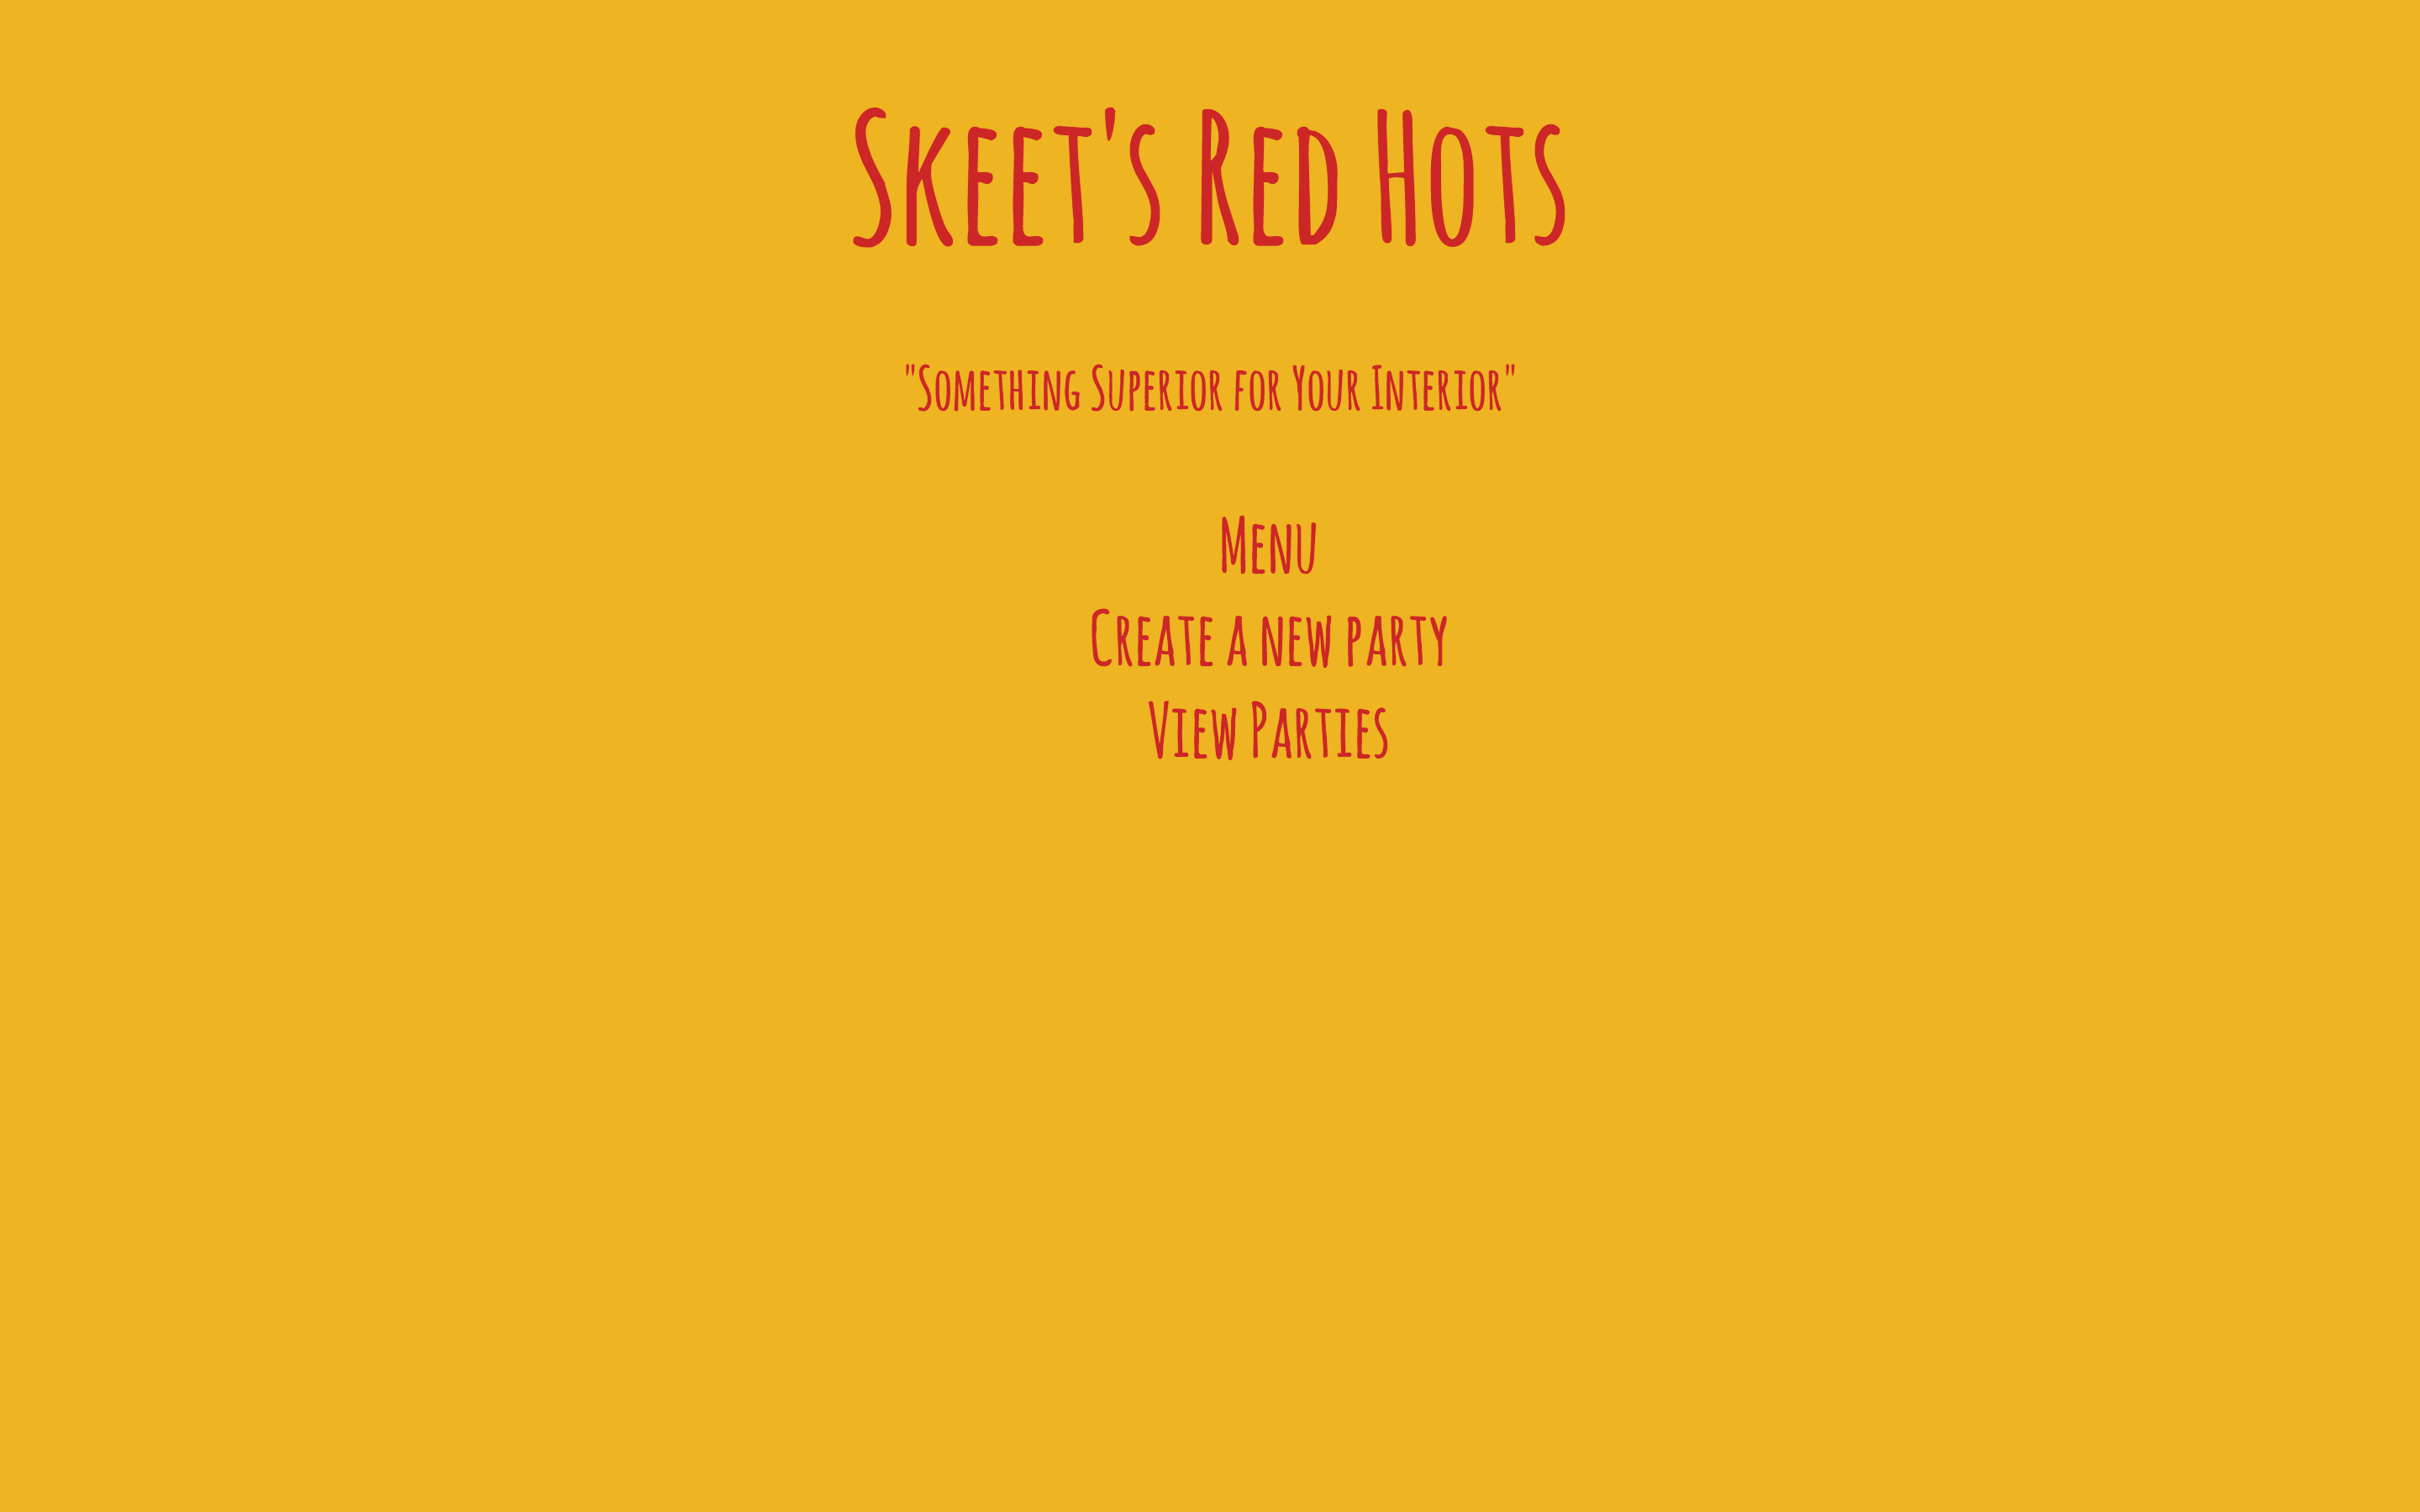 Skeet's Red Hots
"Something Superior for Your Interior"
Menu
Create a new party
View Parties